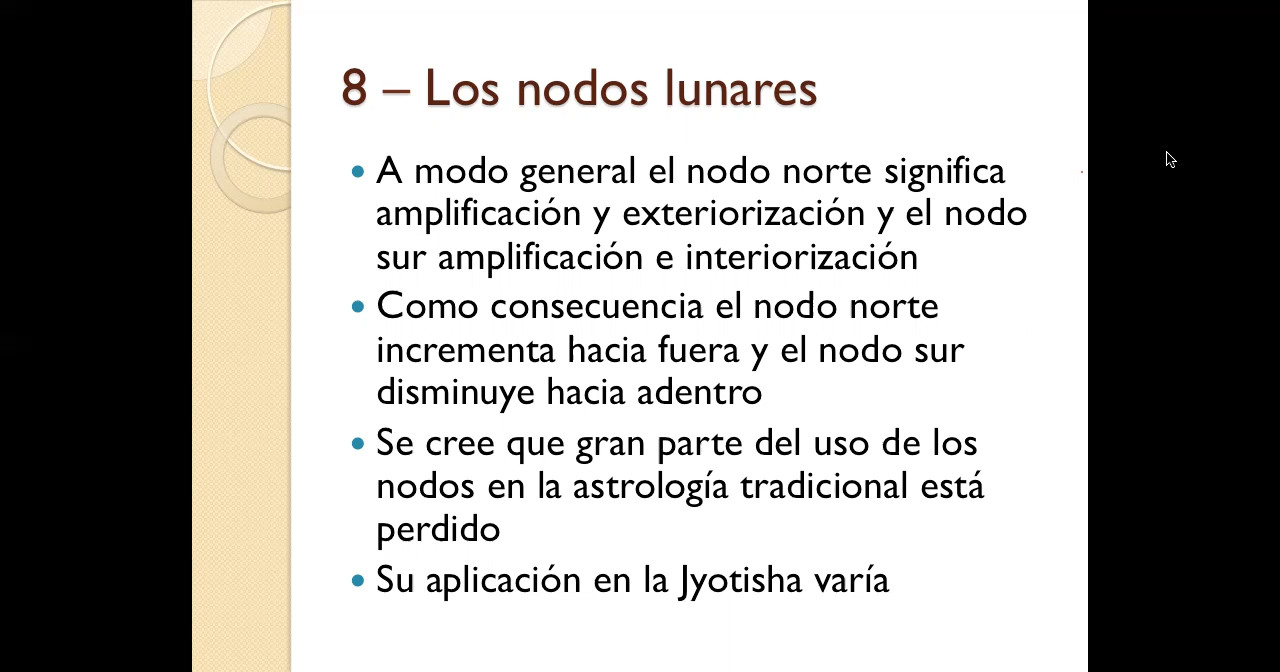 8 – Los nodos lunares
• A modo general el nodo norte significa
amplificación y exteriorización y el nodo
sur amplificación e interiorización
• Como consecuencia el nodo norte
incrementa hacia fuera y el nodo sur
disminuye hacia adentro
• Se cree que gran parte del uso de los
nodos en la astrología tradicional está
perdido
• Su aplicación en la Jyotisha varía